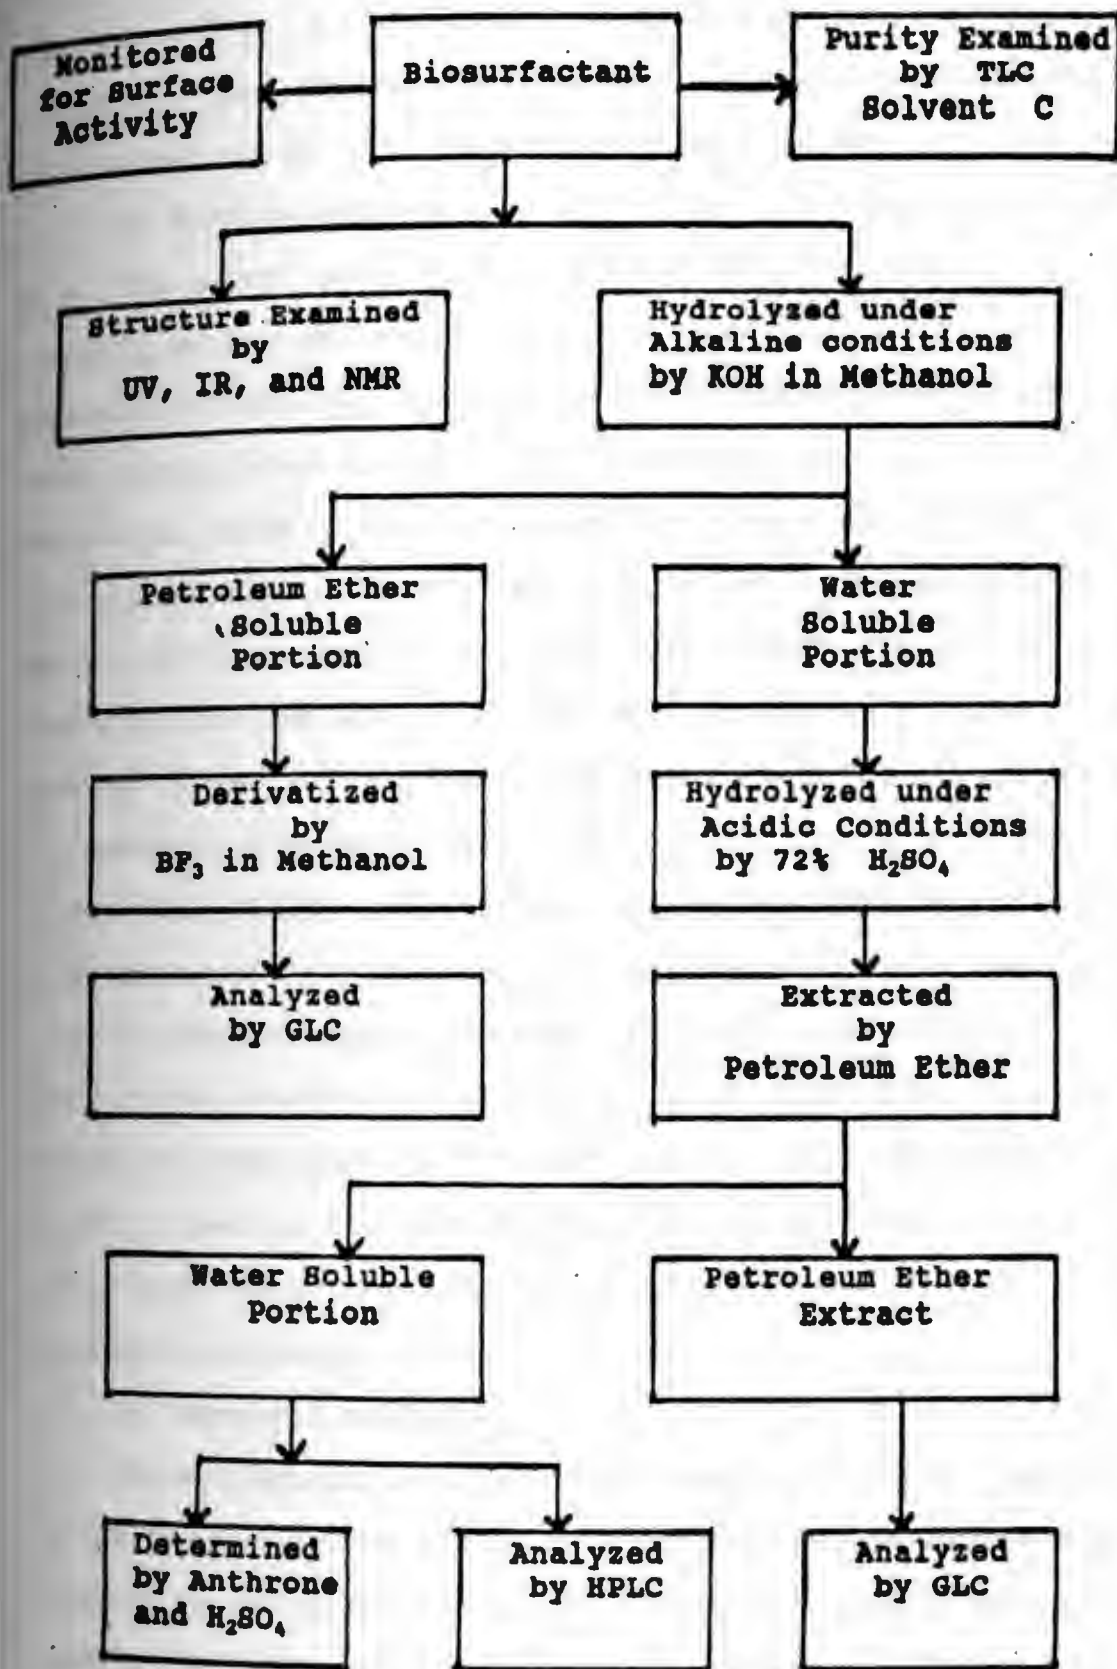 Monitored
for Surface
Activity
Biosurfactant
Purity Examined
by TLC
Solvent C
Structure Examined
by
UV, IR, and NMR
Hydrolyzed under
Alkaline conditions
by KOH in Methanol
Petroleum Ether
Soluble
Portion
Water
Soluble
Portion
Derivatized
by
BF₃ in Methanol
Hydrolyzed under
Acidic Conditions
by 72% H₂SO₄
Analyzed
by GLC
Extracted
by
Petroleum Ether
Water Soluble
Portion
Petroleum Ether
Extract
Determined
by Anthrone
and H₂SO₄
Analyzed
by HPLC
Analyzed
by GLC